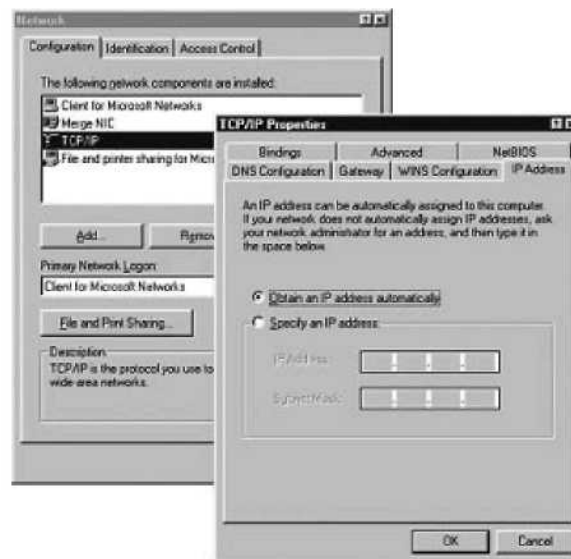 Network
Configuration
Identification
Access Control
The following network components are installed:
Client for Microsoft Networks
Merge NIC
TCP/IP
File and printer sharing for Micro
Add...
Remov
Primary Network Logon:
Client for Microsoft Networks
File and Print Sharing...
Description
TCP/IP is the protocol you use to
wide area networks.
TCP/IP Properties
Bindings
Advanced
NetBIOS
DNS Configuration
Gateway
WINS Configuration
IP Address
An IP address can be automatically assigned to this computer.
If your network does not automatically assign IP addresses, ask
your network administrator for an address, and then type it in
the space below.
Obtain an IP address automatically
Specify an IP address:
IP Address:
Subnet Mask:
OK
Cancel